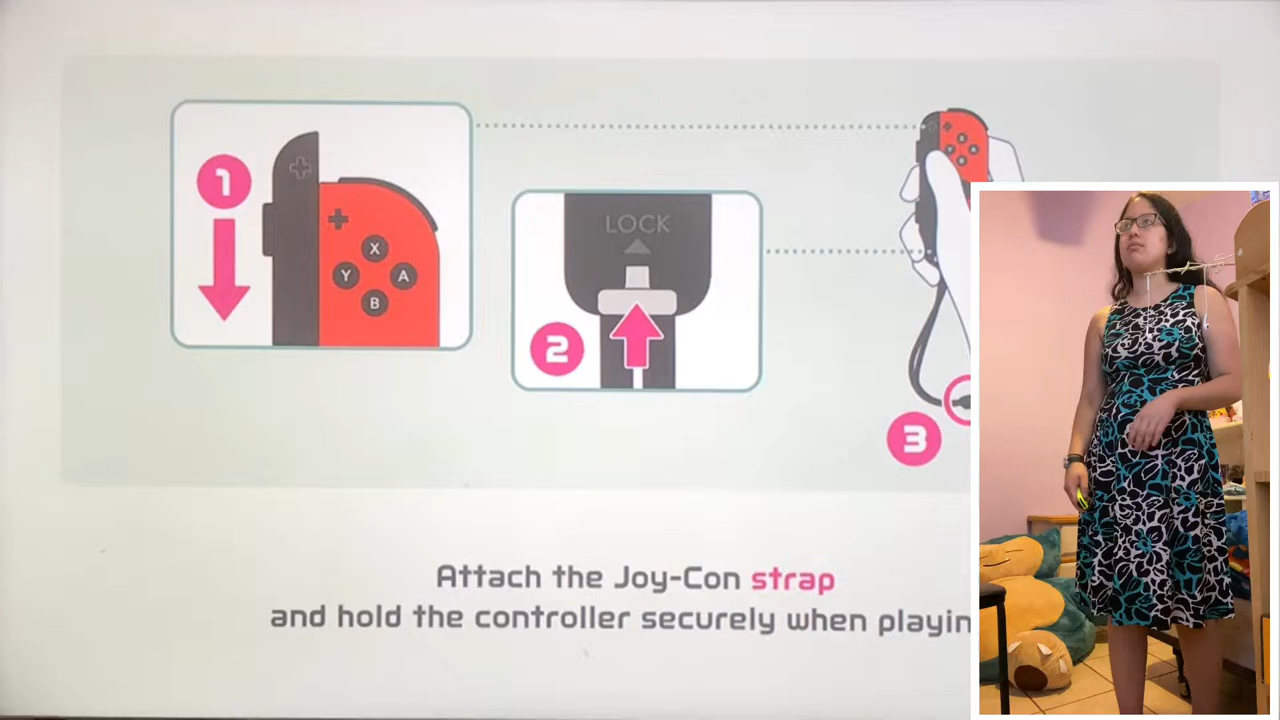 1
X
Y
A
B
LOCK
2
3
Attach the Joy-Con strap
and hold the controller securely when playin